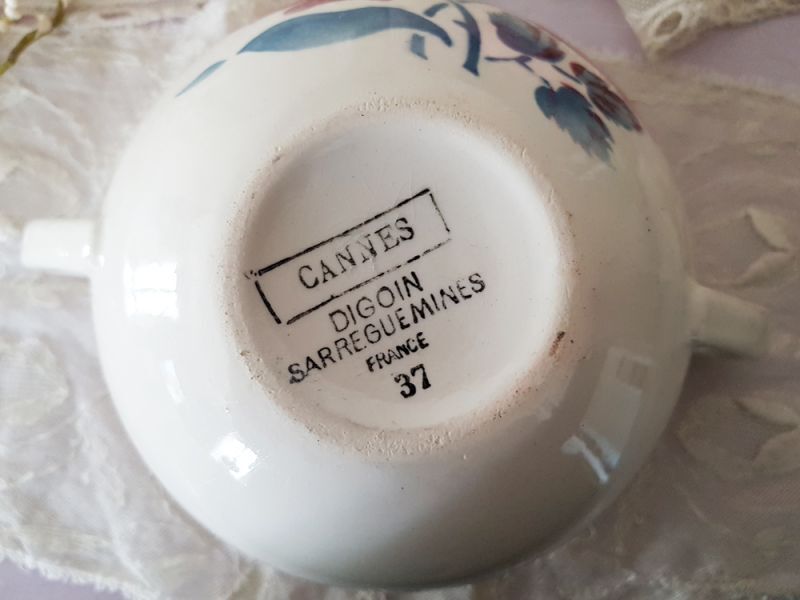 CANNES
DIGOIN
SARREGUEMINES
FRANCE
37